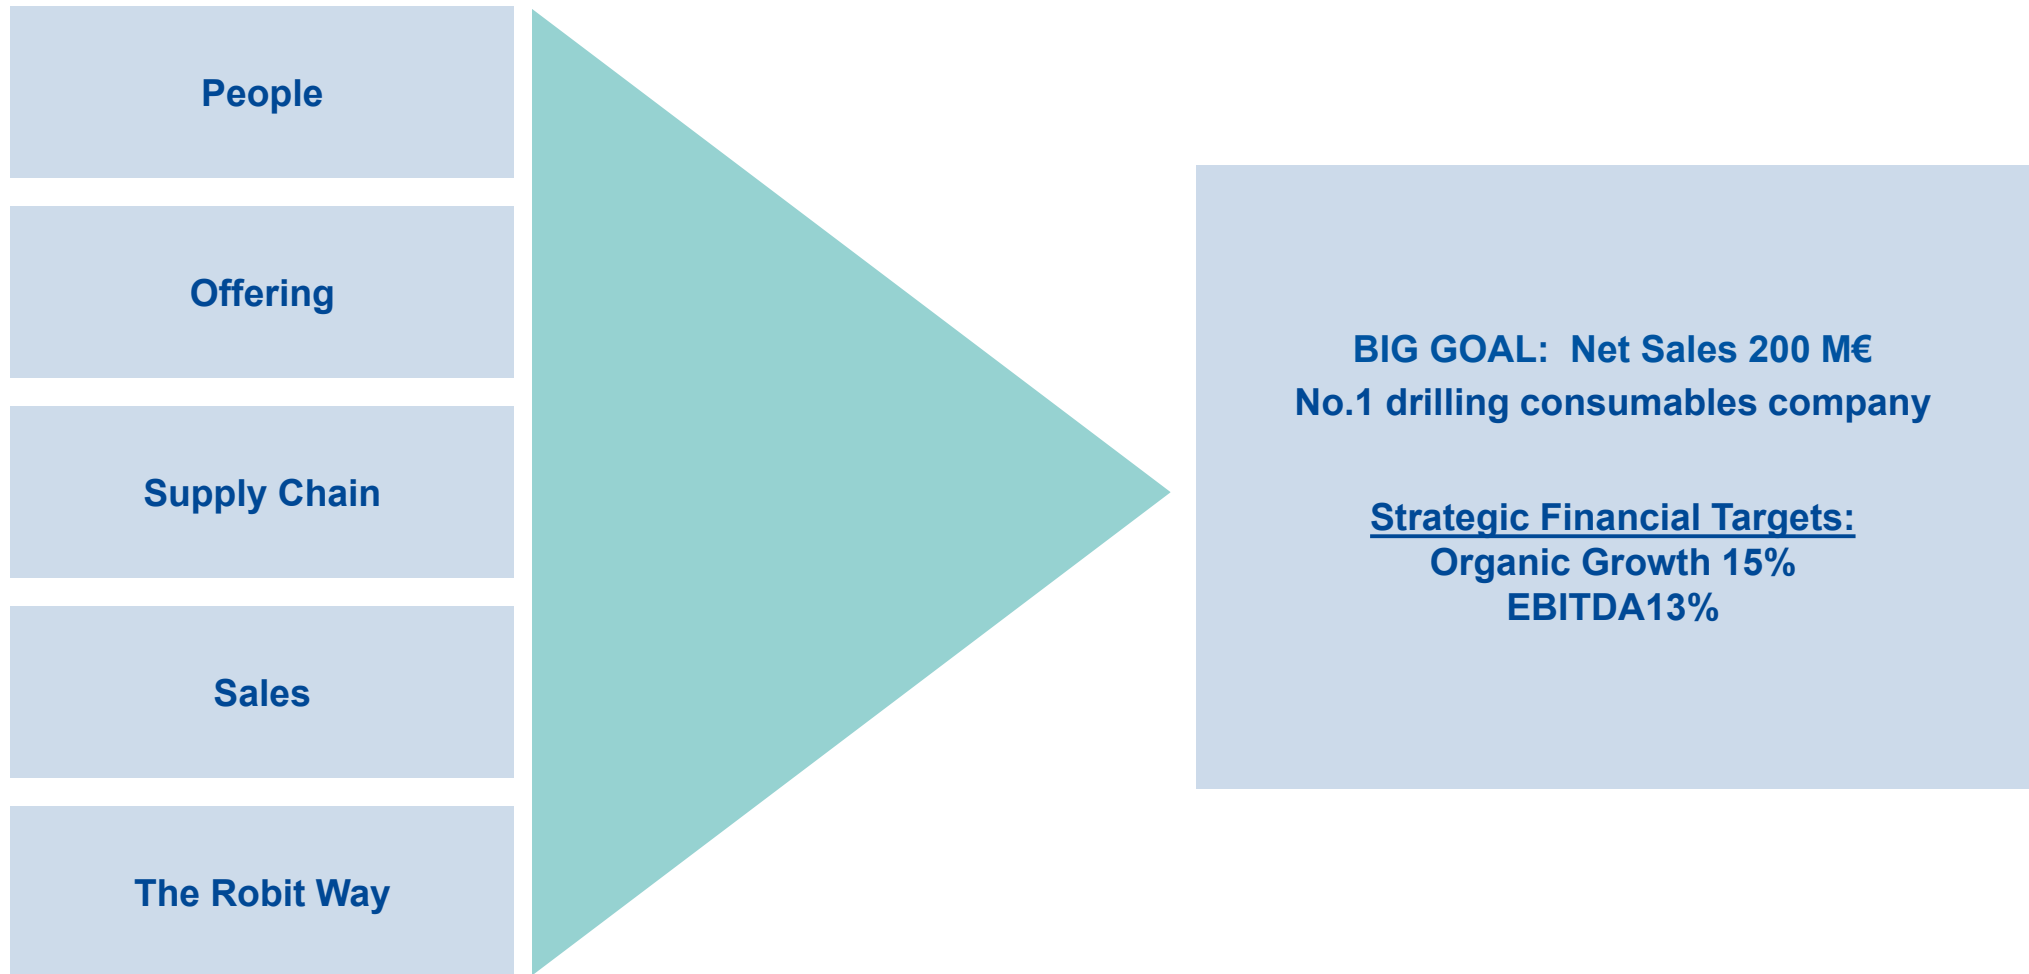 People
Offering
Supply Chain
Sales
The Robit Way
BIG GOAL:  Net Sales 200 M€
No.1 drilling consumables company
Strategic Financial Targets:
Organic Growth 15%
EBITDA13%